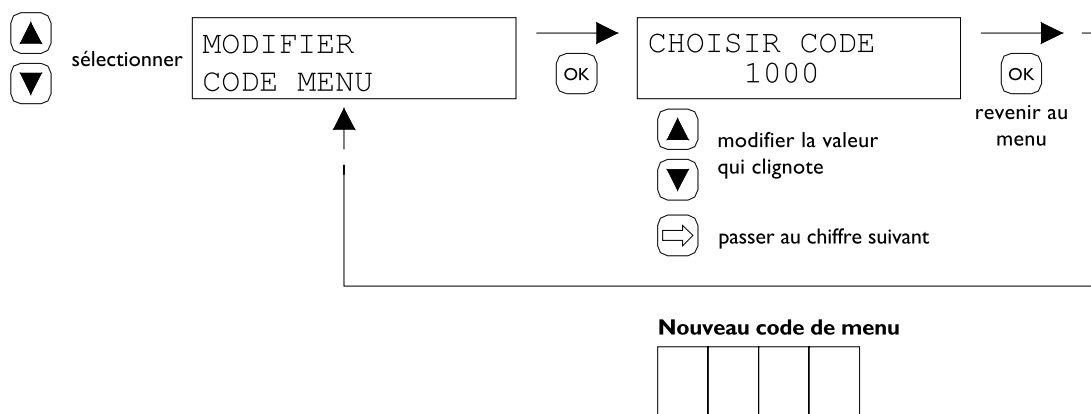 sélectionner
MODIFIER
CODE MENU
OK
CHOISIR CODE
1000
OK
revenir au
menu
modifier la valeur
qui clignote
passer au chiffre suivant
Nouveau code de menu